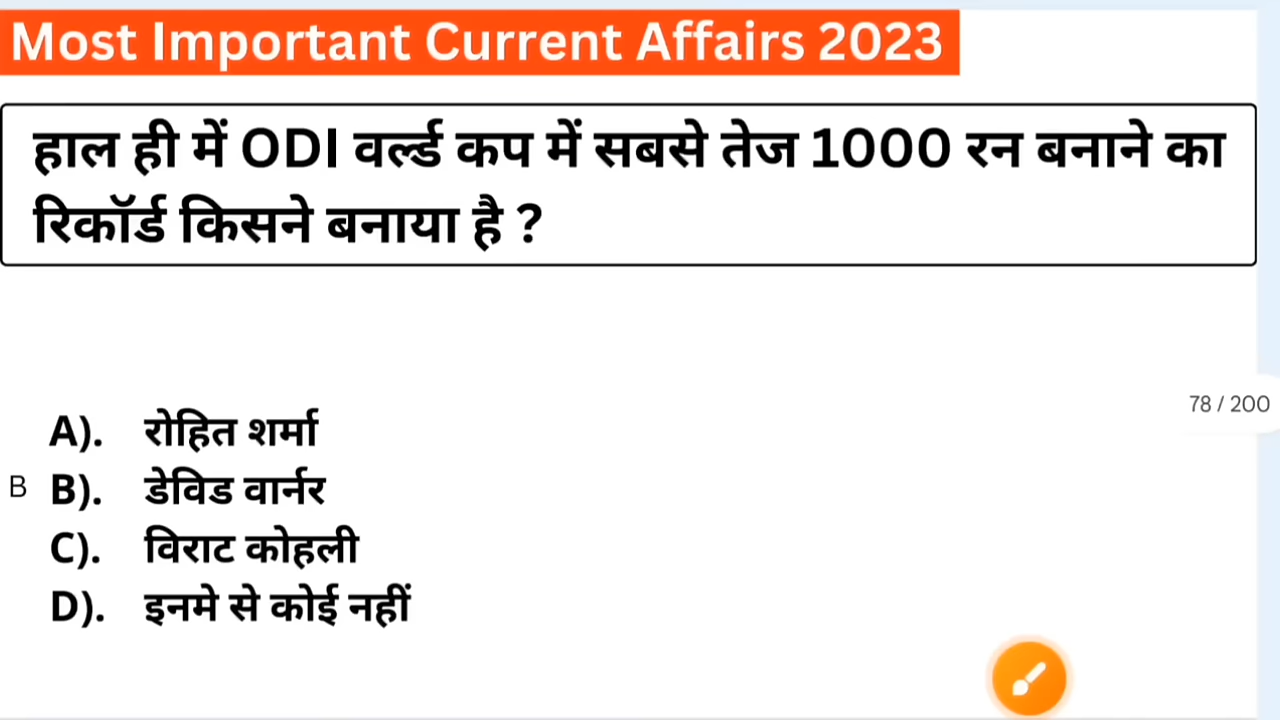 Most Important Current Affairs 2023
हाल ही में ODI वर्ल्ड कप में सबसे तेज 1000 रन बनाने का
रिकॉर्ड किसने बनाया है ?
78 / 200
A). रोहित शर्मा
B B). डेविड वार्नर
C). विराट कोहली
D). इनमे से कोई नहीं